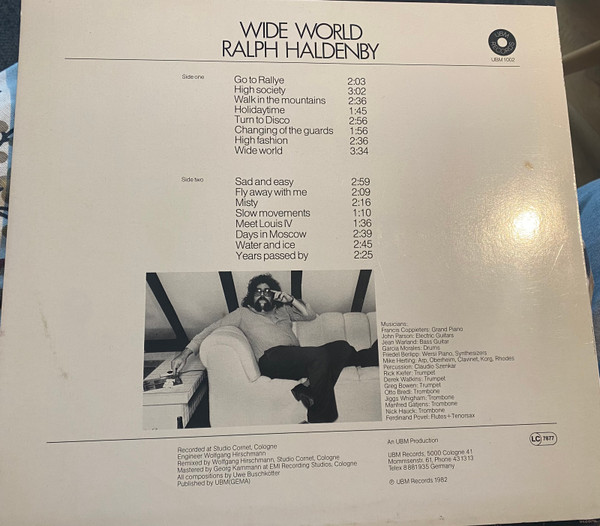 WIDE WORLD
RALPH HALDENBY
UBM RECORDS
UBM 1002
Side one
Go to Rallye 2:03
High society 3:02
Walk in the mountains 2:36
Holidaytime 1:45
Turn to Disco 2:56
Changing of the guards 1:56
High fashion 2:36
Wide world 3:34
Side two
Sad and easy 2:59
Fly away with me 2:09
Misty 2:16
Slow movements 1:10
Meet Louis IV 1:36
Days in Moscow 2:39
Water and ice 2:45
Years passed by 2:25
Musicians:
Francis Coppieters: Grand Piano
John Parson: Electric Guitars
Jean Warland: Bass Guitar
Garcia Morales: Drums
Friedel Berlipp: Wersi Piano, Synthesizers
Mike Herting: Arp, Oberheim, Clavinet, Korg, Rhodes
Percussion: Claudio Szenkar
Rick Kiefer: Trumpet
Derek Watkins: Trumpet
Greg Bowen: Trumpet
Otto Bredl: Trombone
Jiggs Whigham: Trombone
Manfred Gätjens: Trombone
Nick Hauck: Trombone
Ferdinand Povel: Flutes + Tenorsax
Recorded at Studio Cornet, Cologne
Engineer Wolfgang Hirschmann
Remixed by Wolfgang Hirschmann, Studio Cornet, Cologne
Mastered by Georg Kammann at EMI Recording Studios, Cologne
All compositions by Uwe Buschkötter
Published by UBM (GEMA)
An UBM Production
UBM Records, 5000 Cologne 41
Mommsenstr. 61, Phone 431313
Telex 8 881 935 Germany
℗ UBM Records 1982
LC 7977